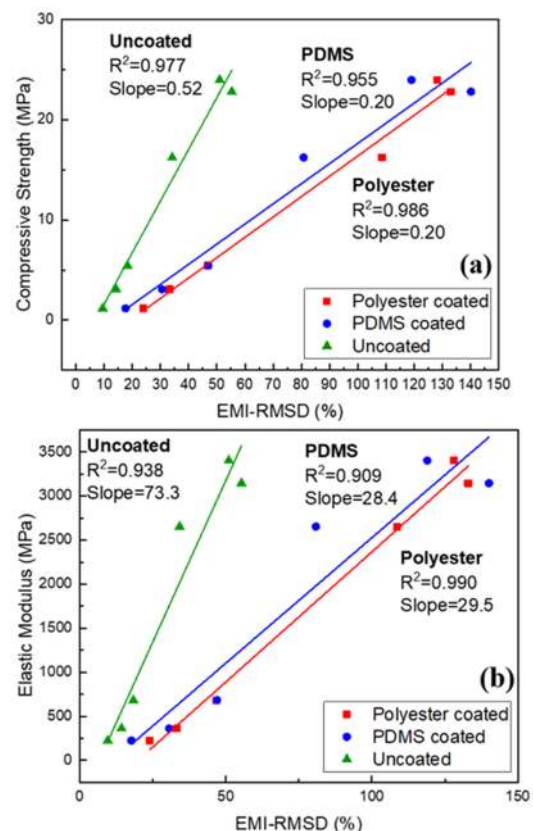 Uncoated
R²=0.977
Slope=0.52
PDMS
R²=0.955
Slope=0.20
Polyester
R²=0.986
Slope=0.20
(a)
Polyester coated
PDMS coated
Uncoated
Compressive Strength (MPa)
30
20
10
0
0 10 20 30 40 50 60 70 80 90 100 110 120 130 140 150
EMI-RMSD (%)
Uncoated
R²=0.938
Slope=73.3
PDMS
R²=0.909
Slope=28.4
Polyester
R²=0.990
Slope=29.5
(b)
Polyester coated
PDMS coated
Uncoated
Elastic Modulus (MPa)
3500
3000
2500
2000
1500
1000
500
0
50 100 150
EMI-RMSD (%)